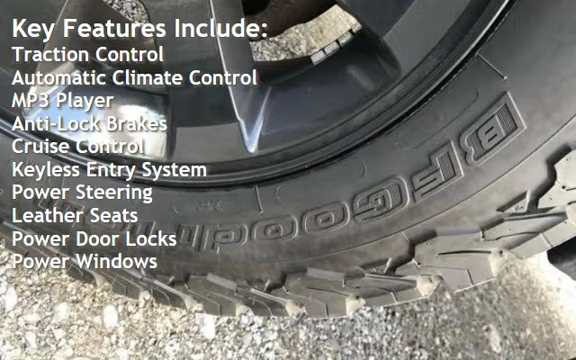 Key Features Include:
Traction Control
Automatic Climate Control
MP3 Player
Anti-Lock Brakes
Cruise Control
Keyless Entry System
Power Steering
Leather Seats
Power Door Locks
Power Windows
BFGoodri